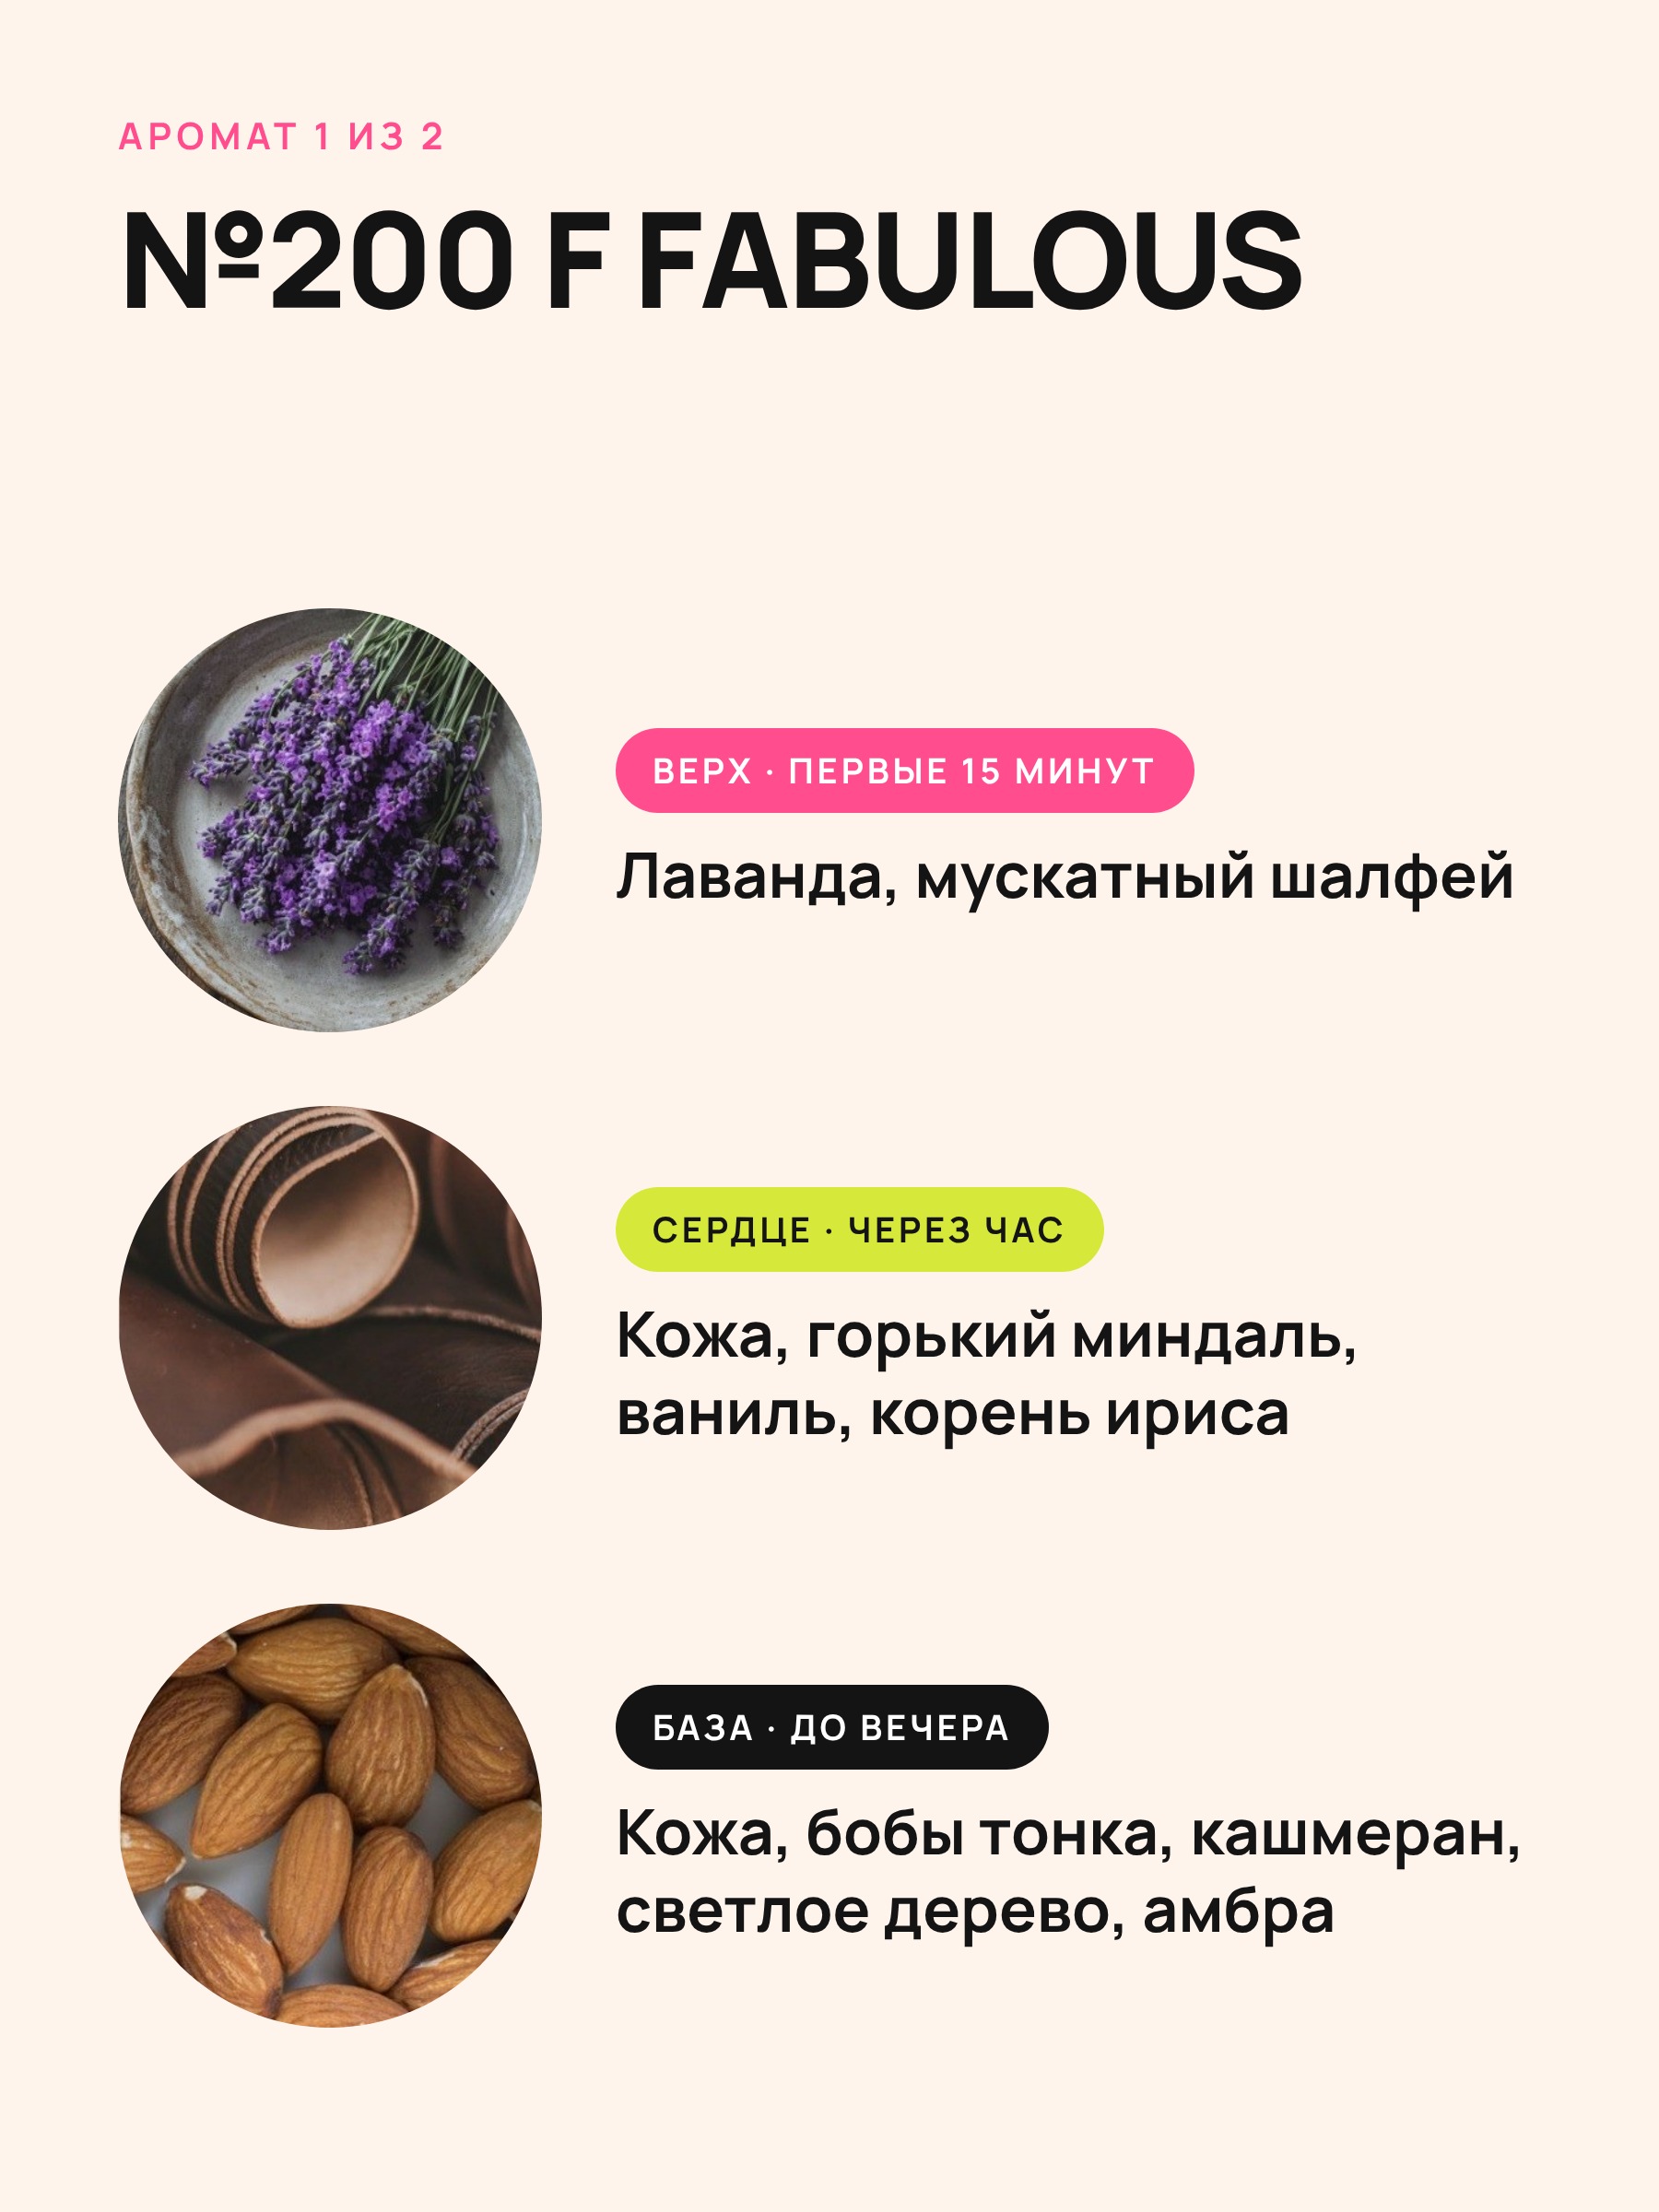 АРОМАТ 1 ИЗ 2
№200 F FABULOUS
ВЕРХ · ПЕРВЫЕ 15 МИНУТ
Лаванда, мускатный шалфей
СЕРДЦЕ · ЧЕРЕЗ ЧАС
Кожа, горький миндаль,
ваниль, корень ириса
БАЗА · ДО ВЕЧЕРА
Кожа, бобы тонка, кашмеран,
светлое дерево, амбра